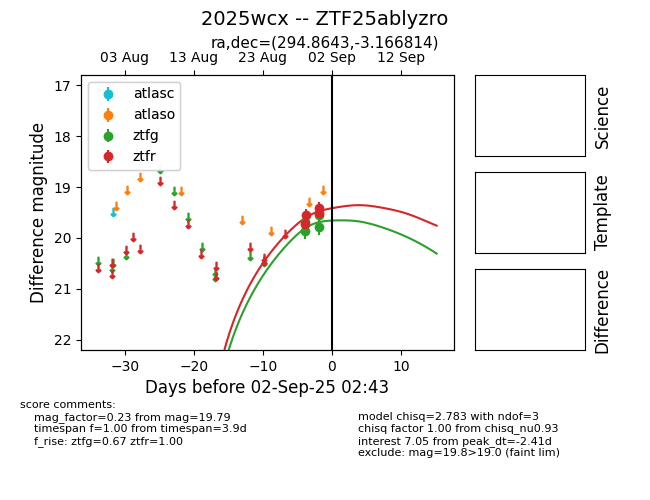 2025wcx -- ZTF25ablyzro
ra,dec=(294.8643,-3.166814)
03 Aug 13 Aug 23 Aug 02 Sep 12 Sep
17
18
19
20
21
22
Difference magnitude
atlasc
atlaso
ztfg
ztfr
−30 −20 −10 0 10
Days before 02-Sep-25 02:43
Science
Template
Difference
score comments:
mag_factor=0.23 from mag=19.79
timespan f=1.00 from timespan=3.9d
f_rise: ztfg=0.67 ztfr=1.00
model chisq=2.783 with ndof=3
chisq factor 1.00 from chisq_nu0.93
interest 7.05 from peak_dt=-2.41d
exclude: mag=19.8>19.0 (faint lim)